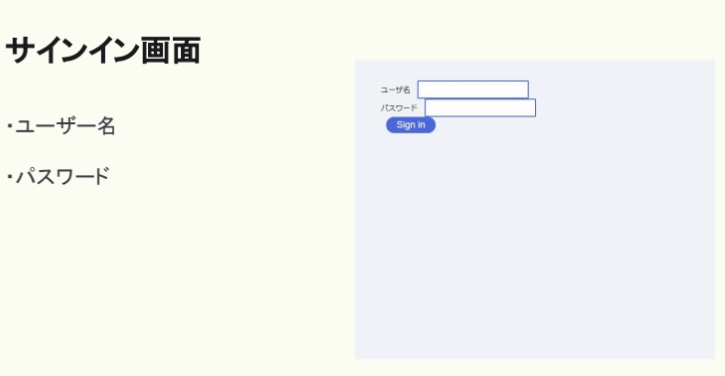 サインイン画面
・ユーザー名
・パスワード
ユーザ名
パスワード
Sign in